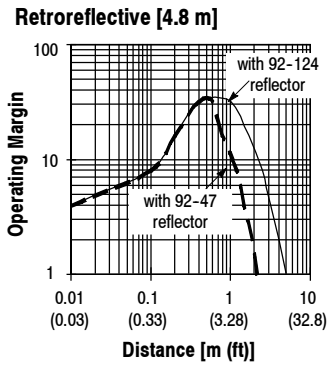 Retroreflective [4.8 m]
100
with 92-124
reflector
Operating Margin
10
with 92-47
reflector
1
0.01 0.1 1 10
(0.03) (0.33) (3.28) (32.8)
Distance [m (ft)]